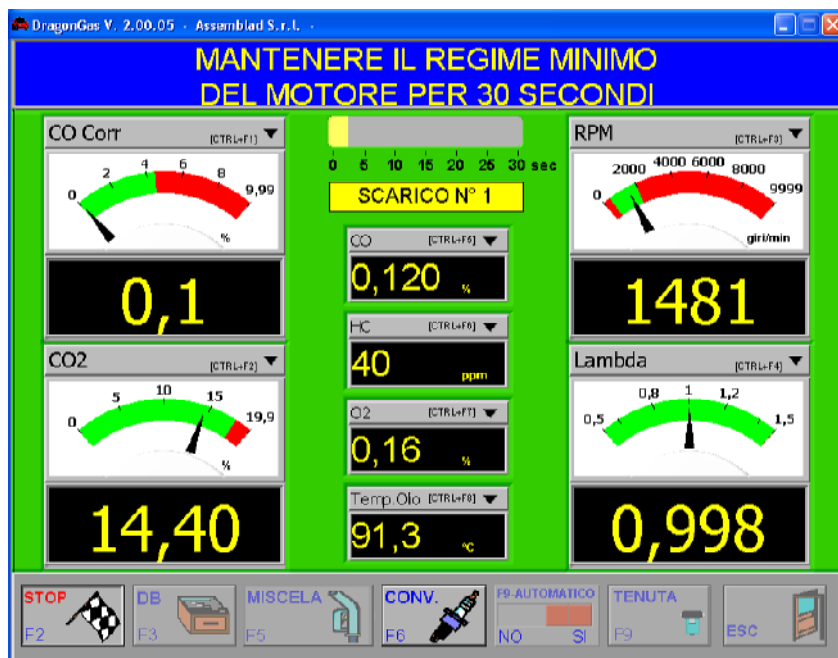 DragonGas V. 2.00.05 - Assemblad S.r.l. -
MANTENERE IL REGIME MINIMO
DEL MOTORE PER 30 SECONDI
CO Corr [CTRL+F1]
0 2 4 6 8 9,99
%
0,1
CO2 [CTRL+F2]
0 5 10 15 19,9
%
14,40
0 5 10 15 20 25 30 sec
SCARICO N° 1
CO [CTRL+F5]
0,120 %
HC [CTRL+F6]
40 ppm
O2 [CTRL+F7]
0,16 %
Temp.Olio [CTRL+F8]
91,3 °C
RPM [CTRL+F3]
0 2000 4000 6000 8000 9999
giri/min
1481
Lambda [CTRL+F4]
0,5 0,8 1 1,2 1,5
0,998
STOP
F2
DB
F3
MISCELA
F5
CONV.
F6
F9-AUTOMATICO
NO SI
TENUTA
F9
ESC